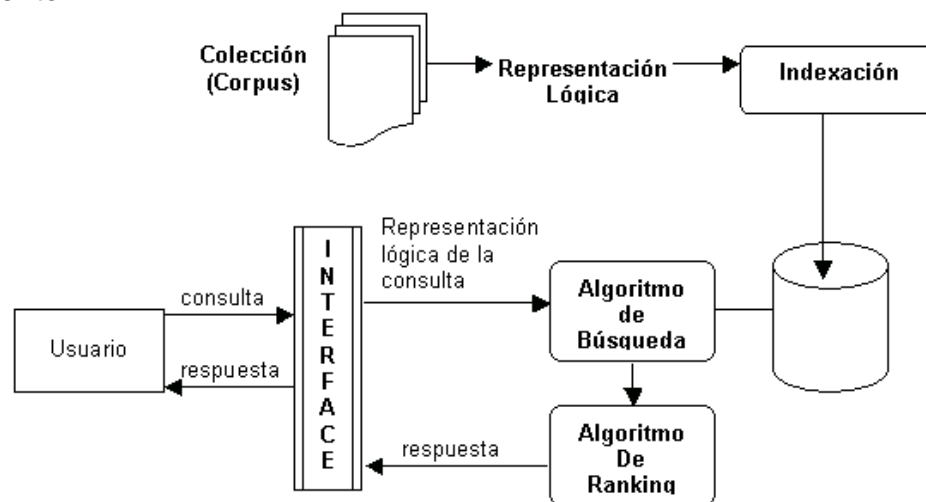 Colección
(Corpus)
Representación
Lógica
Indexación
Representación
lógica de la
consulta
INTERFACE
consulta
Usuario
respuesta
Algoritmo
de
Búsqueda
respuesta
Algoritmo
De
Ranking